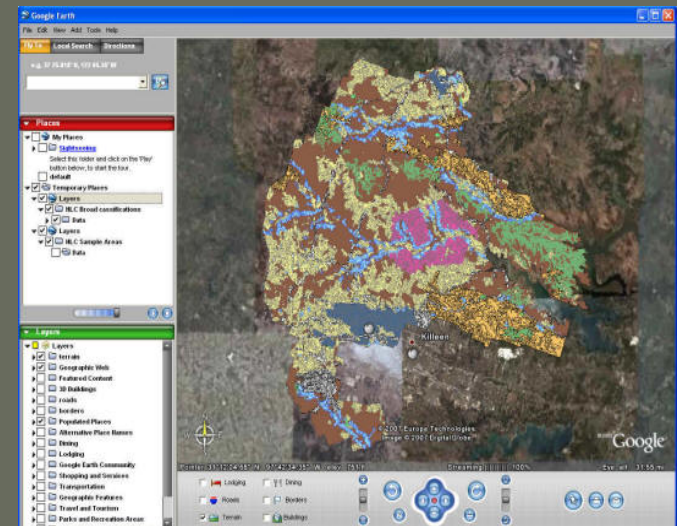 Google Earth
File Edit View Add Tools Help
Fly To Local Search Directions
Places
My Places
Sightseeing
Select this folder and click on the 'Play'
button below, to start the tour.
default
Temporary Places
Layers
HLC Broad classifications
Data
Layers
HLC Sample Areas
Data
Layers
Layers
terrain
Geographic Web
Featured Content
3D Buildings
roads
borders
Populated Places
Alternative Place Names
Dining
Lodging
Google Earth Community
Shopping and Services
Transportation
Geographic Features
Travel and Tourism
Parks and Recreation Areas
Killeen
© 2007 Europa Technologies
Image © 2007 DigitalGlobe
Google
Streaming 100%
Lodging Dining
Roads Borders
Terrain Buildings